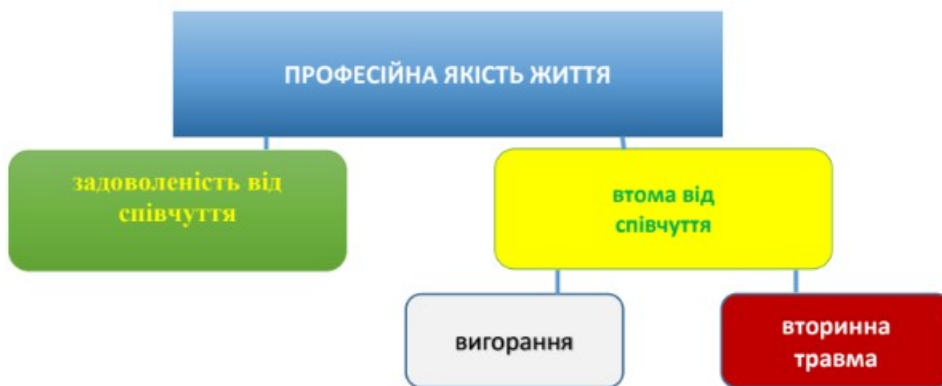 ПРОФЕСІЙНА ЯКІСТЬ ЖИТТЯ
задоволеність від
співчуття
втома від
співчуття
вигорання
вторинна
травма